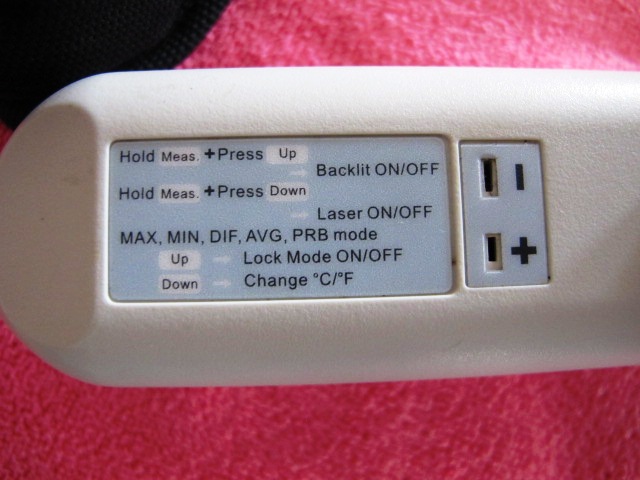 Hold Meas. +Press Up
→ Backlit ON/OFF
Hold Meas. +Press Down
→ Laser ON/OFF
MAX, MIN, DIF, AVG, PRB mode
Up → Lock Mode ON/OFF
Down → Change °C/°F
-
+